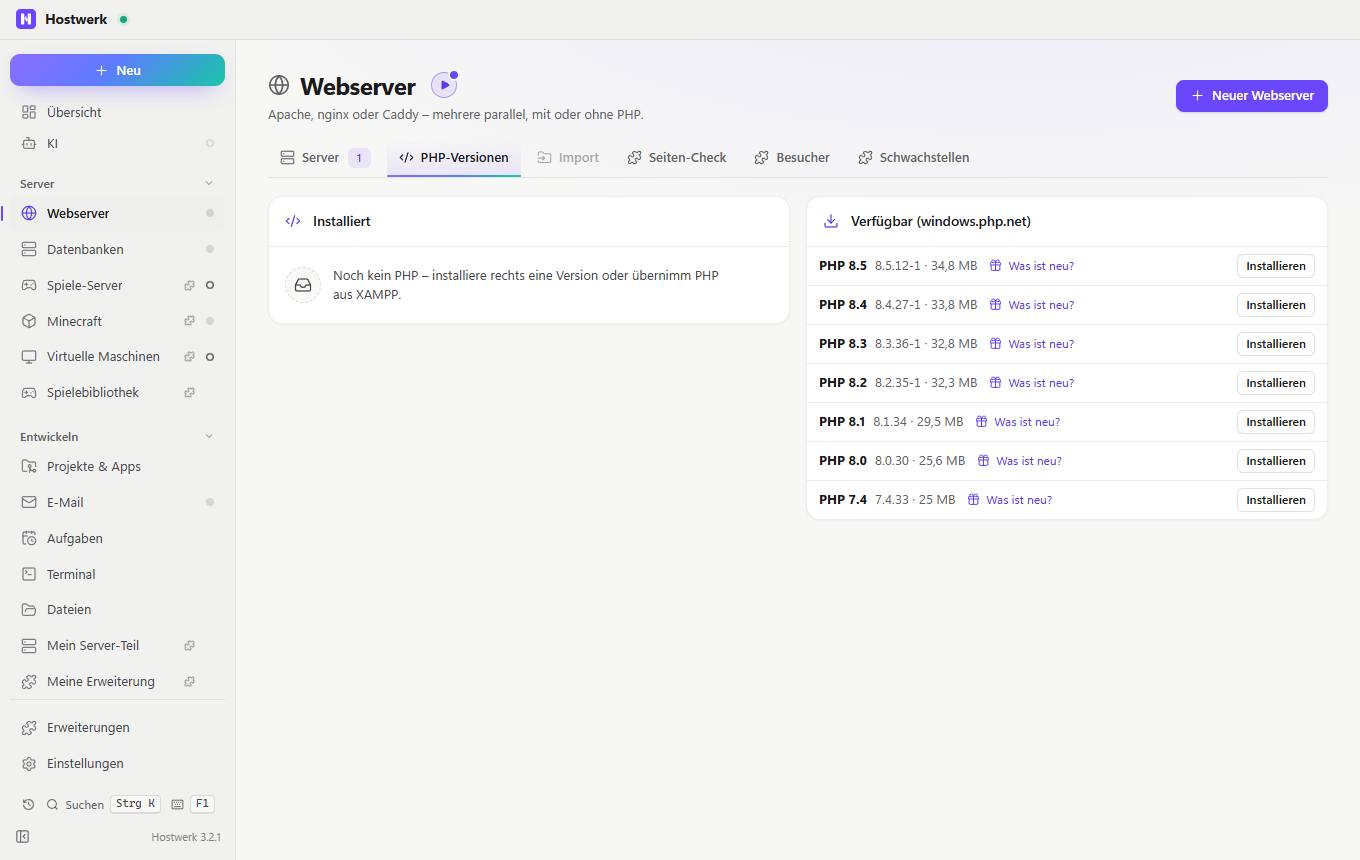 Hostwerk
Neu
Übersicht
KI
Server
Webserver
Datenbanken
Spiele-Server
Minecraft
Virtuelle Maschinen
Spielebibliothek
Entwickeln
Projekte & Apps
E-Mail
Aufgaben
Terminal
Dateien
Mein Server-Teil
Meine Erweiterung
Erweiterungen
Einstellungen
Suchen Strg K F1
Hostwerk 3.2.1
Webserver
Apache, nginx oder Caddy – mehrere parallel, mit oder ohne PHP.
Neuer Webserver
Server 1 PHP-Versionen Import Seiten-Check Besucher Schwachstellen
Installiert
Noch kein PHP – installiere rechts eine Version oder übernimm PHP
aus XAMPP.
Verfügbar (windows.php.net)
PHP 8.5 8.5.12-1 · 34,8 MB Was ist neu? Installieren
PHP 8.4 8.4.27-1 · 33,8 MB Was ist neu? Installieren
PHP 8.3 8.3.36-1 · 32,8 MB Was ist neu? Installieren
PHP 8.2 8.2.35-1 · 32,3 MB Was ist neu? Installieren
PHP 8.1 8.1.34 · 29,5 MB Was ist neu? Installieren
PHP 8.0 8.0.30 · 25,6 MB Was ist neu? Installieren
PHP 7.4 7.4.33 · 25 MB Was ist neu? Installieren